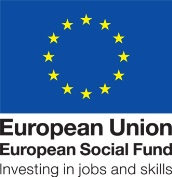 European Union
European Social Fund
Investing in jobs and skills